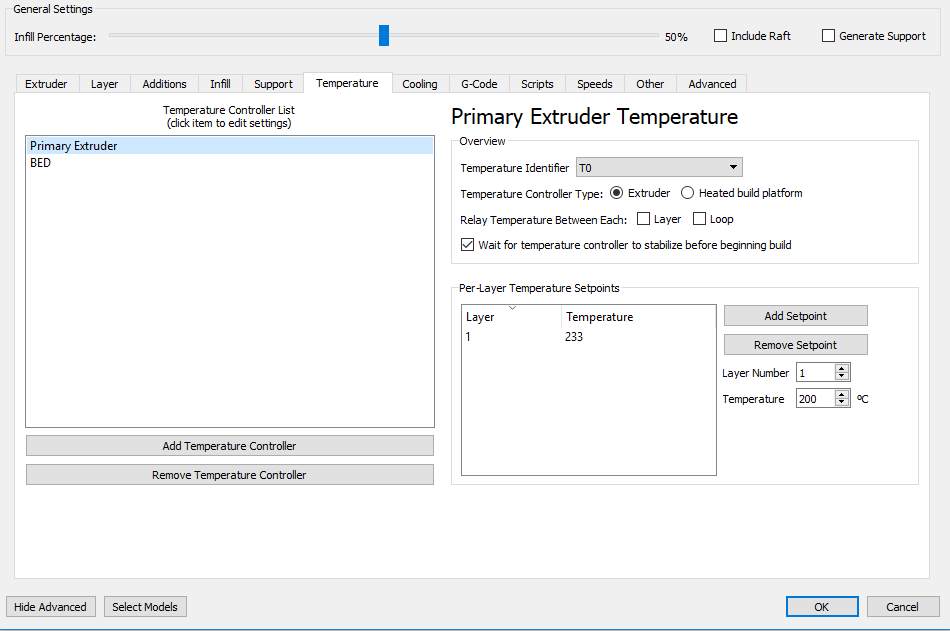 General Settings
Infill Percentage:
50%
Include Raft
Generate Support
Extruder
Layer
Additions
Infill
Support
Temperature
Cooling
G-Code
Scripts
Speeds
Other
Advanced
Temperature Controller List
(click item to edit settings)
Primary Extruder
BED
Add Temperature Controller
Remove Temperature Controller
Primary Extruder Temperature
Overview
Temperature Identifier T0
Temperature Controller Type: Extruder Heated build platform
Relay Temperature Between Each: Layer Loop
Wait for temperature controller to stabilize before beginning build
Per-Layer Temperature Setpoints
Layer Temperature
1 233
Add Setpoint
Remove Setpoint
Layer Number 1
Temperature 200 ºC
Hide Advanced
Select Models
OK
Cancel